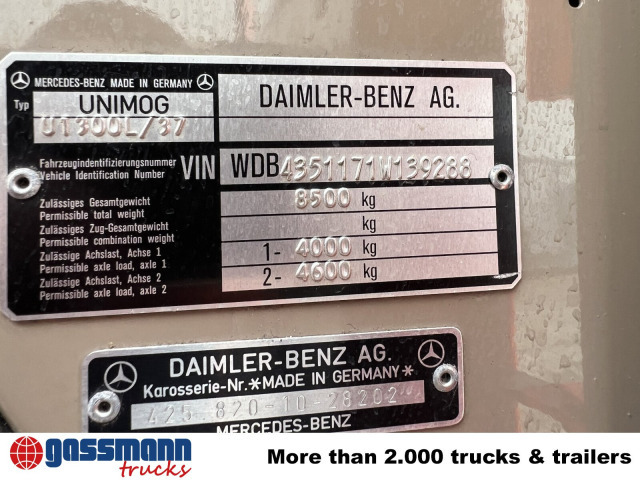 MERCEDES-BENZ MADE IN GERMANY
Typ UNIMOG
U1300L/37
DAIMLER-BENZ AG.
Fahrzeugidentifizierungsnummer
Vehicle Identification Number
VIN WDB4351171W139288
Zulässiges Gesamtgewicht
Permissible total weight
8500 kg
Zulässiges Zug-Gesamtgewicht
Permissible combination weight
kg
Zulässige Achslast, Achse 1
Permissible axle load, axle 1
1- 4000 kg
Zulässige Achslast, Achse 2
Permissible axle load, axle 2
2- 4600 kg
DAIMLER-BENZ AG.
Karosserie-Nr.*MADE IN GERMANY*
425 820-10-28202
MERCEDES-BENZ
gassmann
trucks
More than 2.000 trucks & trailers